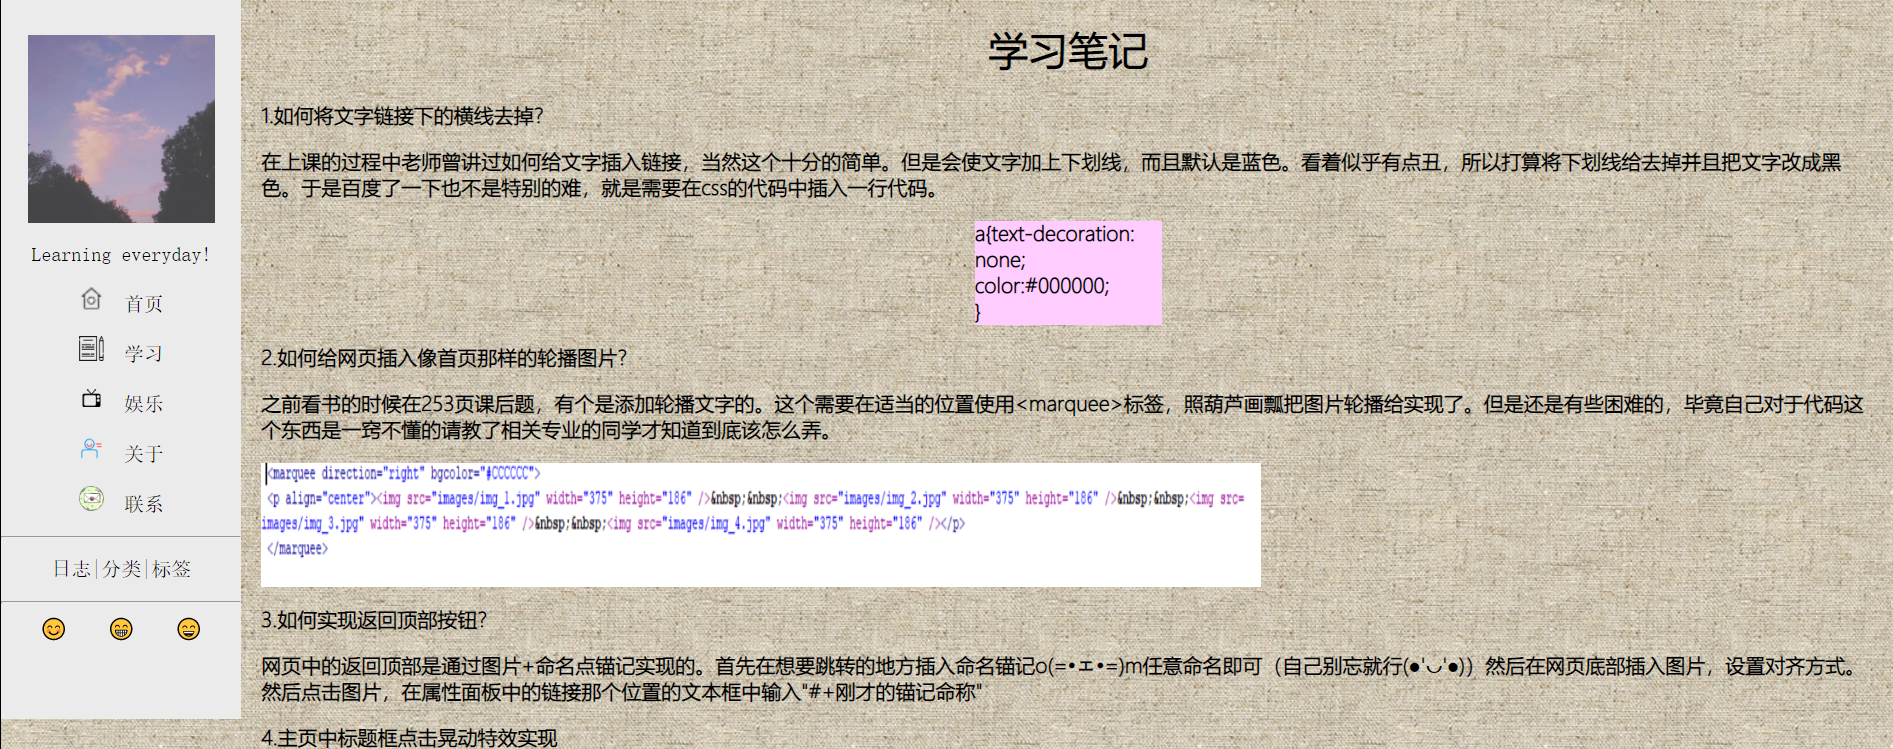 Learning everyday!
首页
学习
娱乐
关于
联系
日志|分类|标签
学习笔记
1.如何将文字链接下的横线去掉?
在上课的过程中老师曾讲过如何给文字插入链接，当然这个十分的简单。但是会使文字加上下划线，而且默认是蓝色。看着似乎有点丑，所以打算将下划线给去掉并且把文字改成黑
色。于是百度了一下也不是特别的难，就是需要在css的代码中插入一行代码。
a{text-decoration:
none;
color:#000000;
}
2.如何给网页插入像首页那样的轮播图片?
之前看书的时候在253页课后题，有个是添加轮播文字的。这个需要在适当的位置使用<marquee>标签，照葫芦画瓢把图片轮播给实现了。但是还是有些困难的，毕竟自己对于代码这
个东西是一窍不懂的请教了相关专业的同学才知道到底该怎么弄。
<marquee direction="right" bgcolor="#CCCCCC">
<p align="center"><img src="images/img_1.jpg" width="375" height="186" />&nbsp;&nbsp;<img src="images/img_2.jpg" width="375" height="186" />&nbsp;&nbsp;<img src=
images/img_3.jpg" width="375" height="186" />&nbsp;&nbsp;<img src="images/img_4.jpg" width="375" height="186" /></p>
</marquee>
3.如何实现返回顶部按钮?
网页中的返回顶部是通过图片+命名点锚记实现的。首先在想要跳转的地方插入命名锚记o(=•ェ•=)m任意命名即可（自己别忘就行(●'◡'●)）然后在网页底部插入图片，设置对齐方式。
然后点击图片，在属性面板中的链接那个位置的文本框中输入"#+刚才的锚记命称"
4.主页中标题框点击晃动特效实现